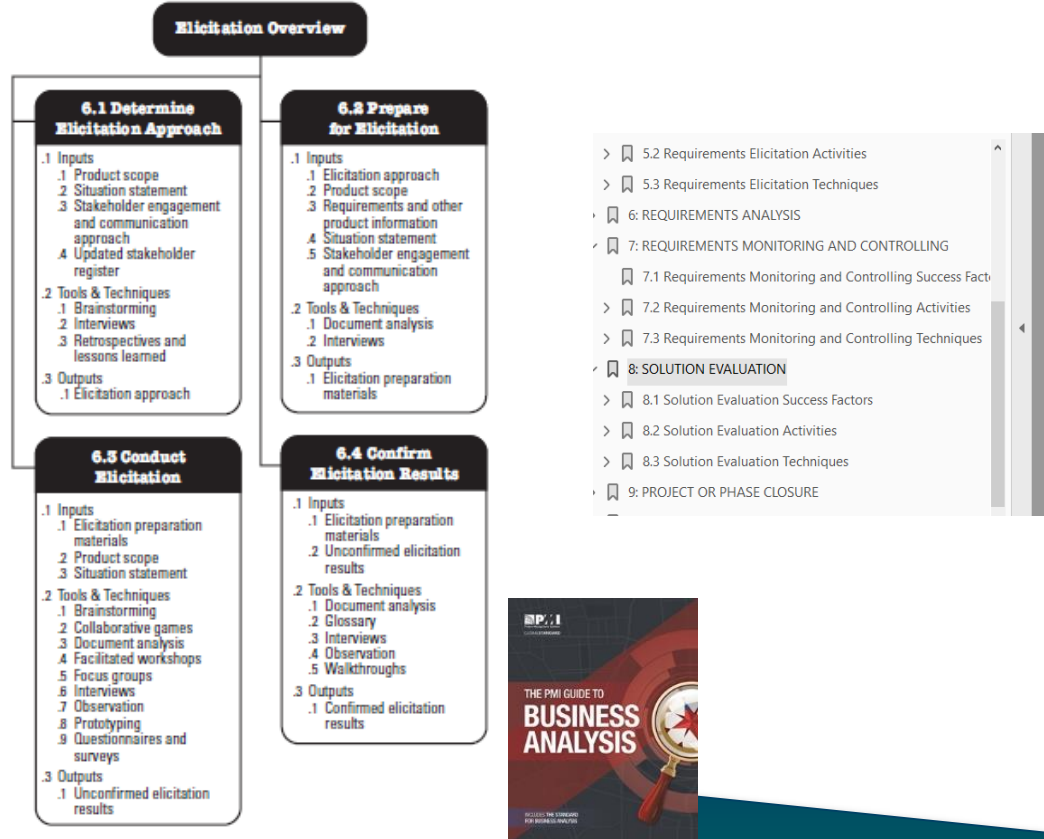 Elicitation Overview
6.1 Determine
Elicitation Approach
.1 Inputs
.1 Product scope
.2 Situation statement
.3 Stakeholder engagement
and communication
approach
.4 Updated stakeholder
register
.2 Tools & Techniques
.1 Brainstorming
.2 Interviews
.3 Retrospectives and
lessons learned
.3 Outputs
.1 Elicitation approach
6.2 Prepare
for Elicitation
.1 Inputs
.1 Elicitation approach
.2 Product scope
.3 Requirements and other
product information
.4 Situation statement
.5 Stakeholder engagement
and communication
approach
.2 Tools & Techniques
.1 Document analysis
.2 Interviews
.3 Outputs
.1 Elicitation preparation
materials
6.3 Conduct
Elicitation
.1 Inputs
.1 Elicitation preparation
materials
.2 Product scope
.3 Situation statement
.2 Tools & Techniques
.1 Brainstorming
.2 Collaborative games
.3 Document analysis
.4 Facilitated workshops
.5 Focus groups
.6 Interviews
.7 Observation
.8 Prototyping
.9 Questionnaires and
surveys
.3 Outputs
.1 Unconfirmed elicitation
results
6.4 Confirm
Elicitation Results
.1 Inputs
.1 Elicitation preparation
materials
.2 Unconfirmed elicitation
results
.2 Tools & Techniques
.1 Document analysis
.2 Glossary
.3 Interviews
.4 Observation
.5 Walkthroughs
.3 Outputs
.1 Confirmed elicitation
results
5.2 Requirements Elicitation Activities
5.3 Requirements Elicitation Techniques
6: REQUIREMENTS ANALYSIS
7: REQUIREMENTS MONITORING AND CONTROLLING
7.1 Requirements Monitoring and Controlling Success Fact
7.2 Requirements Monitoring and Controlling Activities
7.3 Requirements Monitoring and Controlling Techniques
8: SOLUTION EVALUATION
8.1 Solution Evaluation Success Factors
8.2 Solution Evaluation Activities
8.3 Solution Evaluation Techniques
9: PROJECT OR PHASE CLOSURE
PMI
THE PMI GUIDE TO
BUSINESS
ANALYSIS
INCLUDES THE STANDARD
FOR BUSINESS ANALYSIS